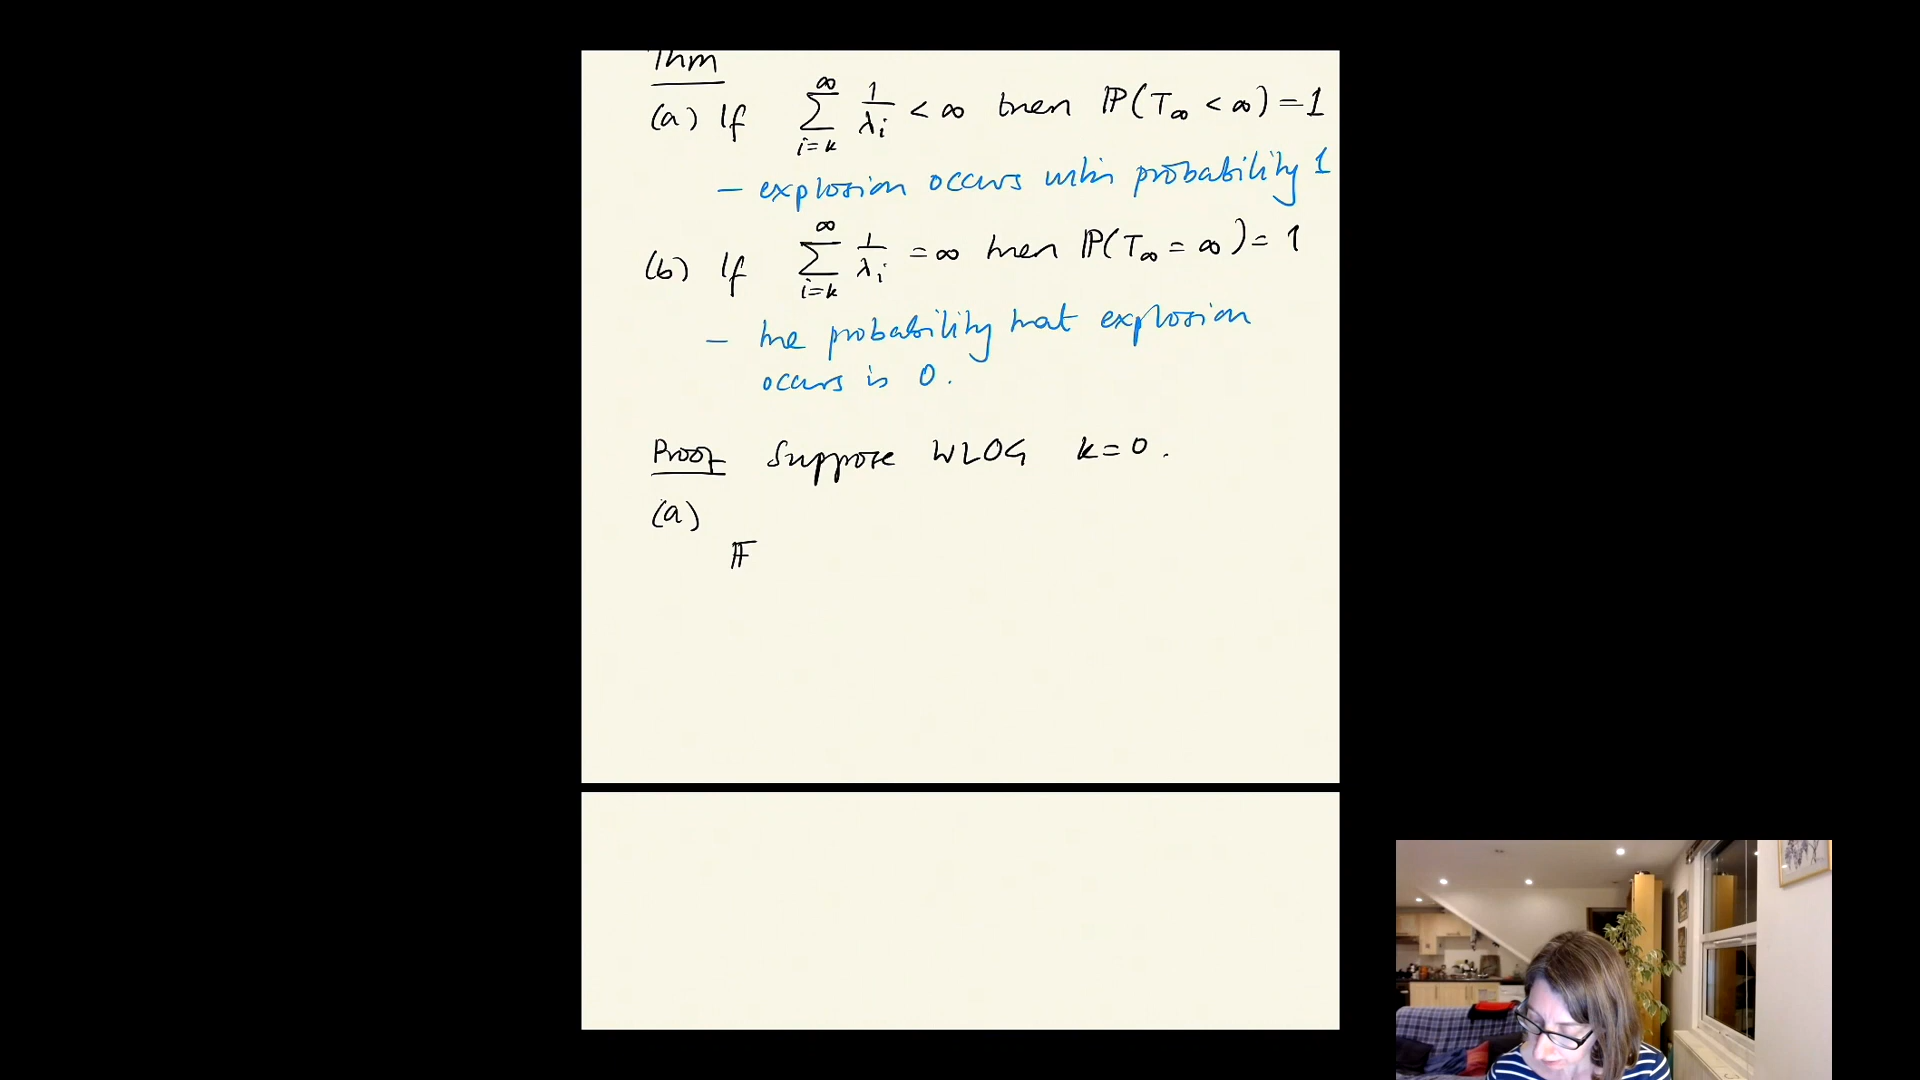 Thm
(a) If ∑_{i=k}^{∞} 1/λ_i < ∞ then ℙ(T_∞ < ∞) = 1
– explosion occurs with probability 1
(b) If ∑_{i=k}^{∞} 1/λ_i = ∞ then ℙ(T_∞ = ∞) = 1
– the probability that explosion
occurs is 0.
Proof Suppose WLOG k = 0.
(a)